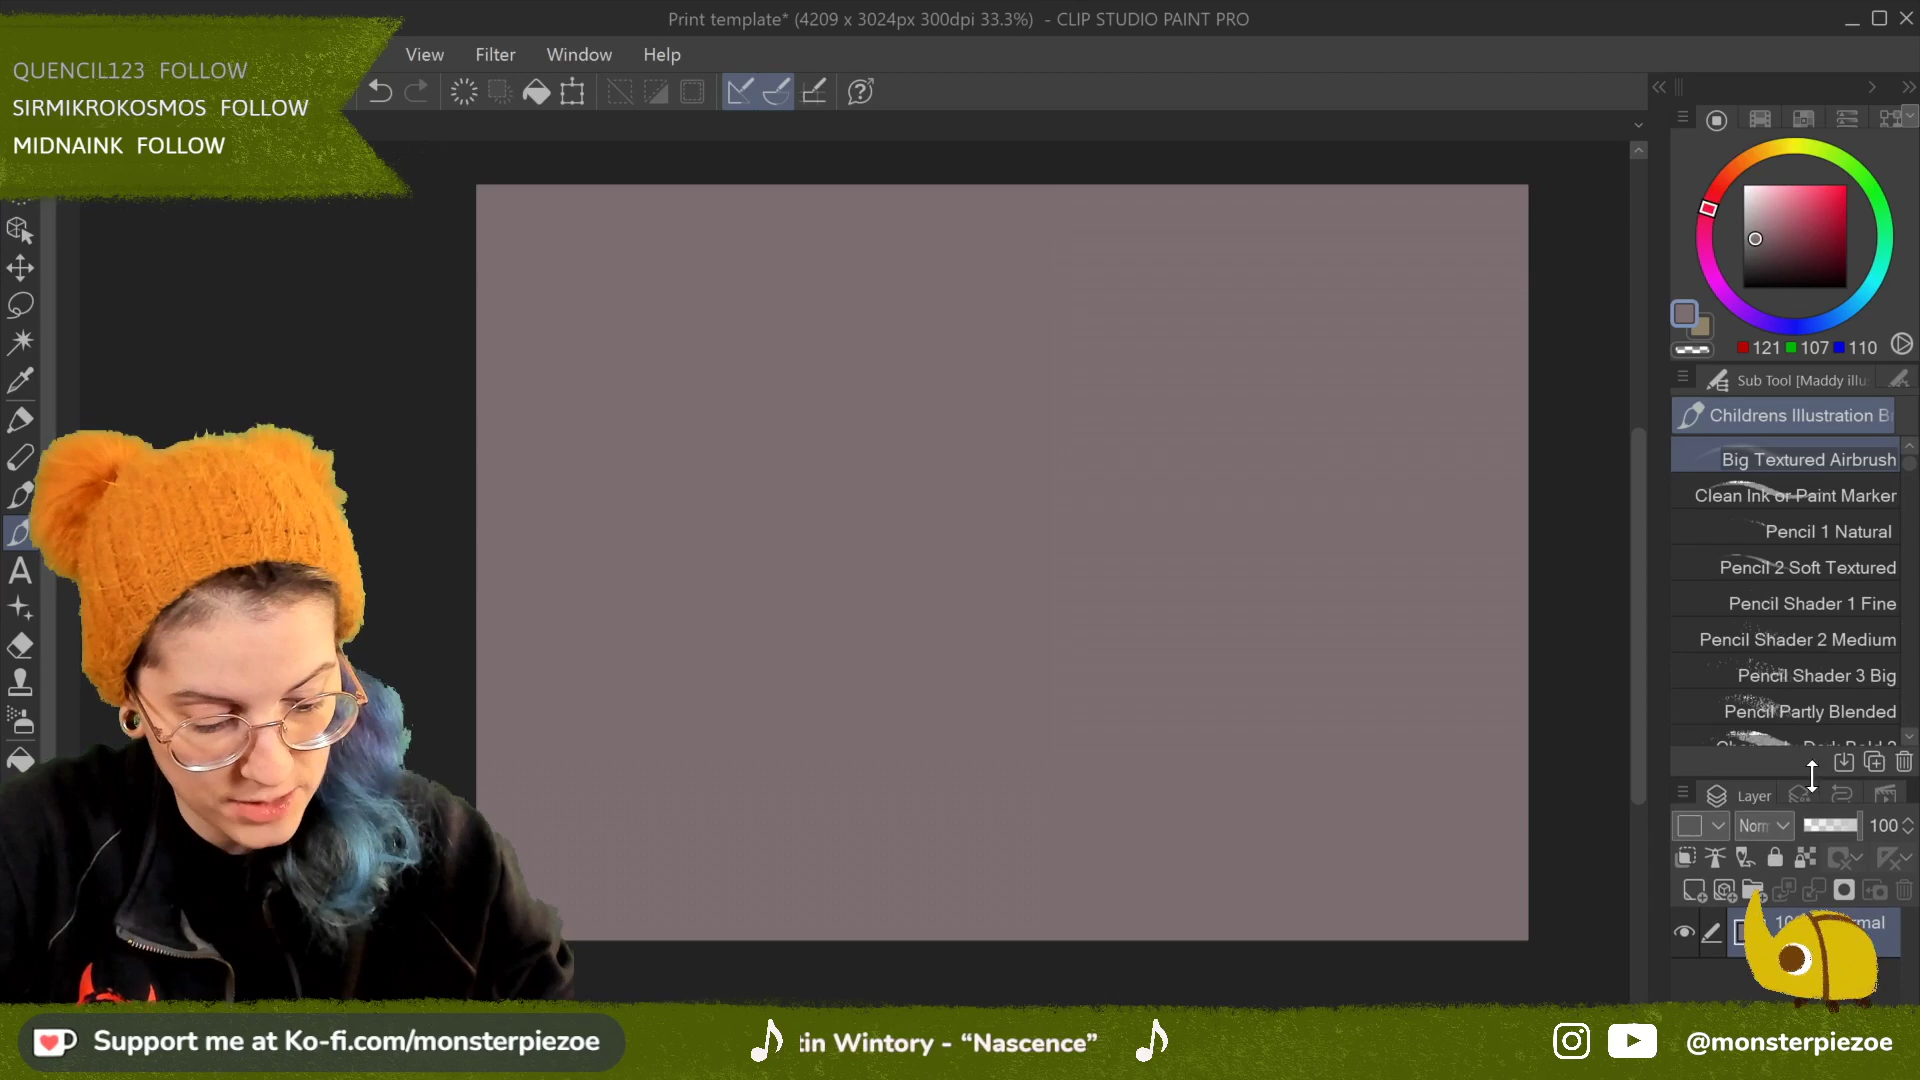 Print template* (4209 x 3024px 300dpi 33.3%) - CLIP STUDIO PAINT PRO
QUENCIL123 FOLLOW
SIRMIKROKOSMOS FOLLOW
MIDNAINK FOLLOW
View Filter Window Help
121 107 110
Sub Tool [Maddy illu
Childrens Illustration B
Big Textured Airbrush
Clean Ink or Paint Marker
Pencil 1 Natural
Pencil 2 Soft Textured
Pencil Shader 1 Fine
Pencil Shader 2 Medium
Pencil Shader 3 Big
Pencil Partly Blended
Layer
Norm 100
A
Support me at Ko-fi.com/monsterpiezoe
tin Wintory - “Nascence”
@monsterpiezoe